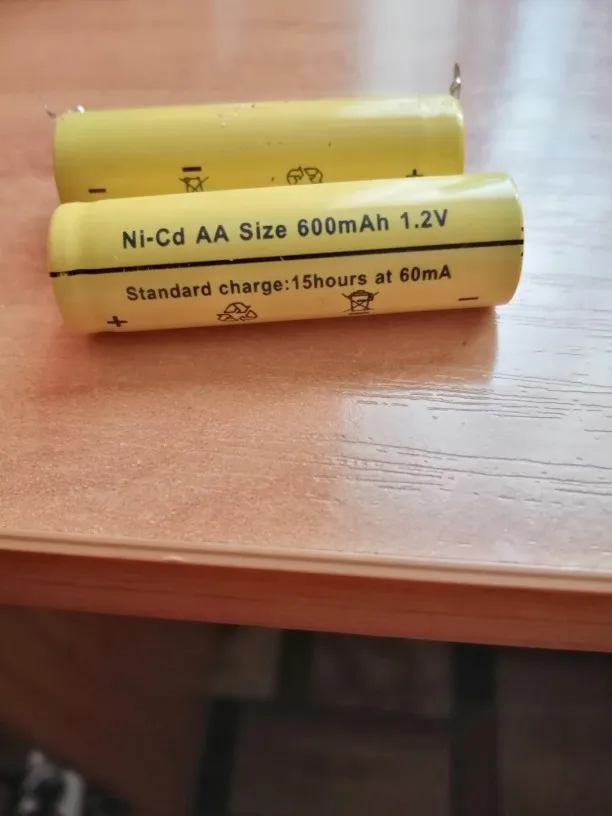 Ni-Cd AA Size 600mAh 1.2V
Standard charge:15hours at 60mA